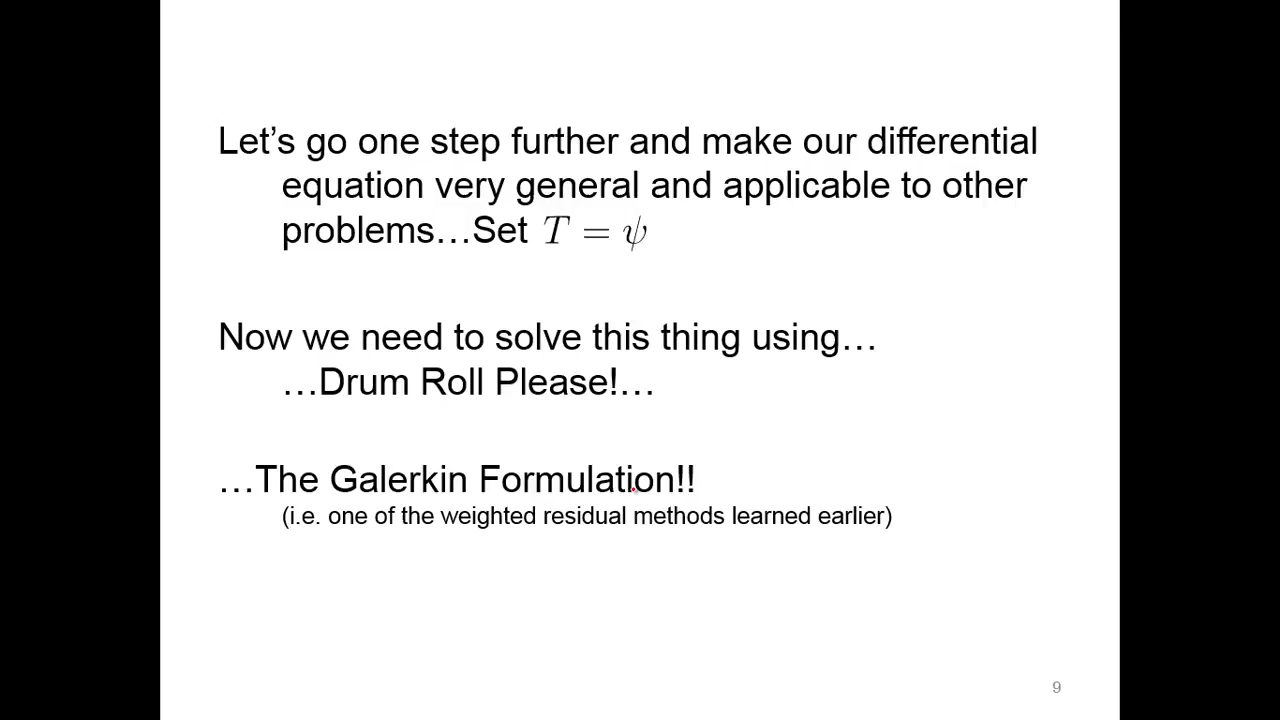 Let’s go one step further and make our differential
equation very general and applicable to other
problems…Set T = ψ
Now we need to solve this thing using…
…Drum Roll Please!…
…The Galerkin Formulation!!
(i.e. one of the weighted residual methods learned earlier)
9